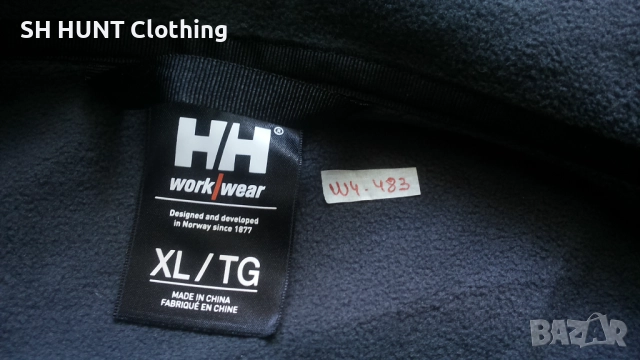 SH HUNT Clothing
HH®
work/wear
Designed and developed
in Norway since 1877
XL/TG
MADE IN CHINA
FABRIQUÉ EN CHINE
W4-483
BAZAR